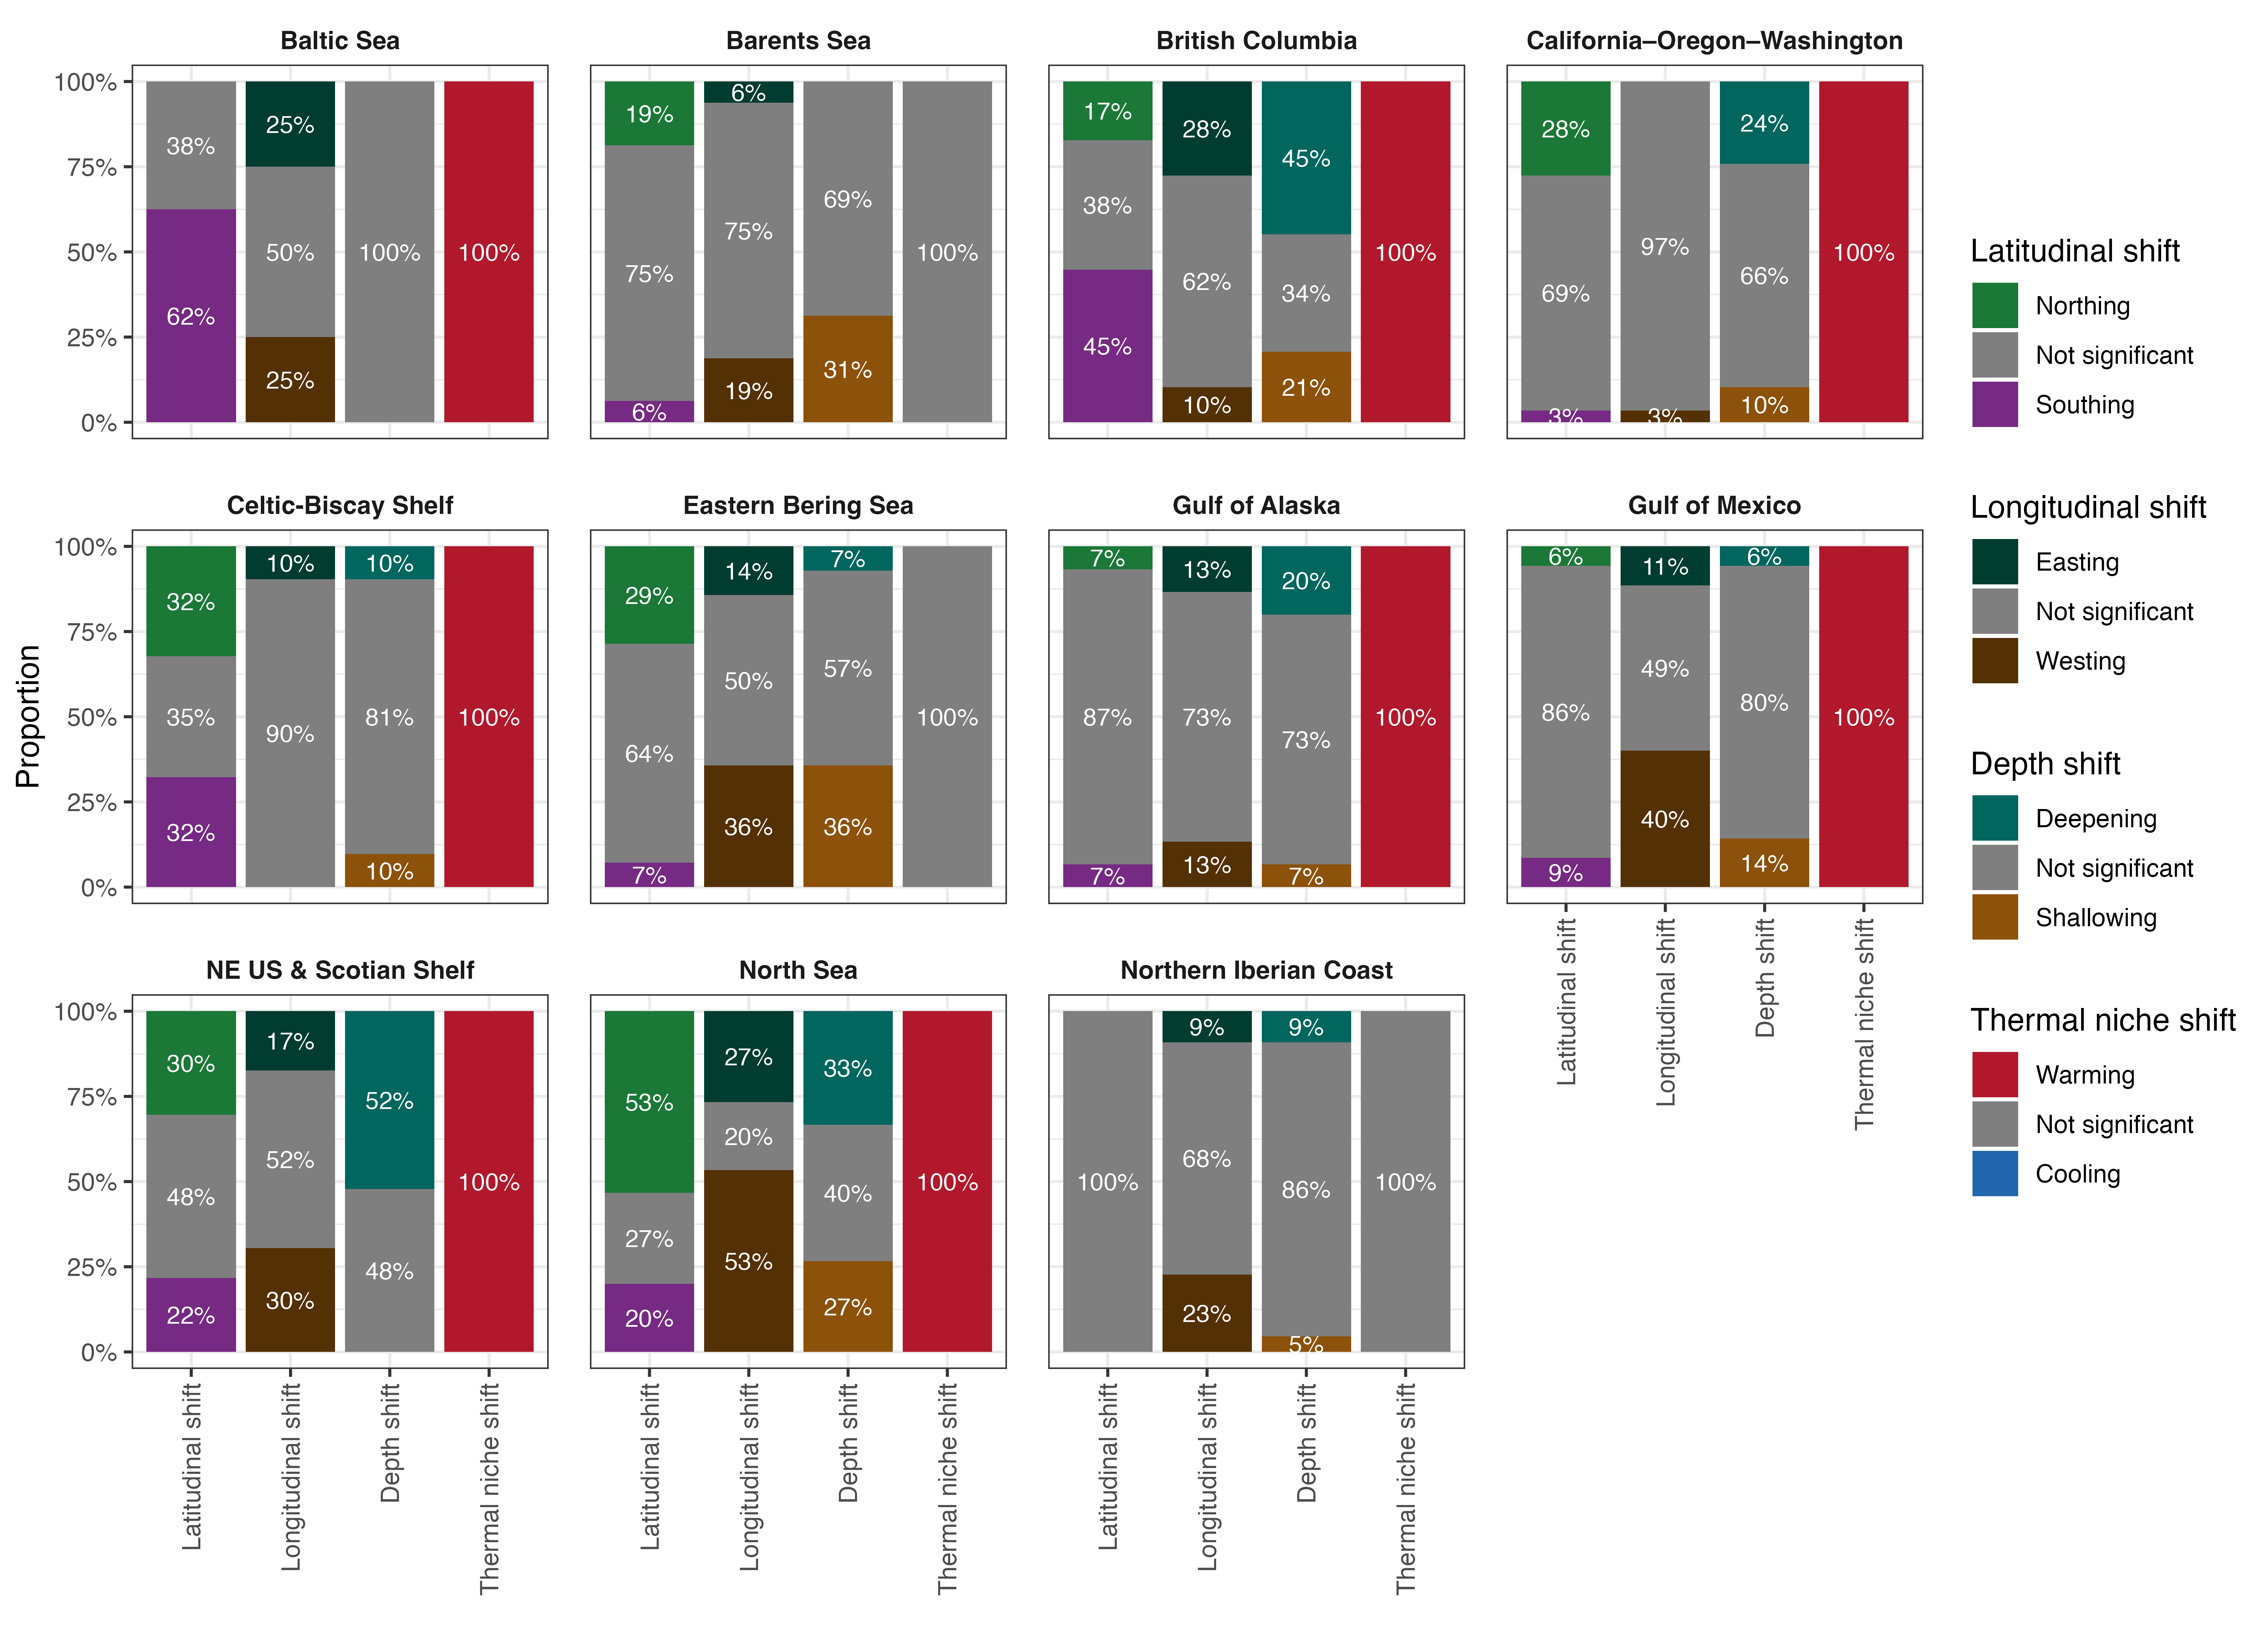 Baltic Sea
Barents Sea
British Columbia
California–Oregon–Washington
100%
75%
50%
25%
0%
38%
62%
25%
50%
25%
100%
100%
19%
75%
6%
6%
75%
19%
69%
31%
100%
17%
38%
45%
28%
62%
10%
45%
34%
21%
100%
28%
69%
3%
97%
3%
24%
66%
10%
100%
Celtic-Biscay Shelf
Eastern Bering Sea
Gulf of Alaska
Gulf of Mexico
Proportion
100%
75%
50%
25%
0%
32%
35%
32%
10%
90%
10%
81%
10%
100%
29%
64%
7%
14%
50%
36%
7%
57%
36%
100%
7%
87%
7%
13%
73%
13%
20%
73%
7%
100%
6%
86%
9%
11%
49%
40%
6%
80%
14%
100%
Latitudinal shift
Longitudinal shift
Depth shift
Thermal niche shift
NE US & Scotian Shelf
North Sea
Northern Iberian Coast
100%
75%
50%
25%
0%
30%
48%
22%
17%
52%
30%
52%
48%
100%
53%
27%
20%
27%
20%
53%
33%
40%
27%
100%
100%
9%
68%
23%
9%
86%
5%
100%
Latitudinal shift
Longitudinal shift
Depth shift
Thermal niche shift
Latitudinal shift
Longitudinal shift
Depth shift
Thermal niche shift
Latitudinal shift
Longitudinal shift
Depth shift
Thermal niche shift
Latitudinal shift
Northing
Not significant
Southing
Longitudinal shift
Easting
Not significant
Westing
Depth shift
Deepening
Not significant
Shallowing
Thermal niche shift
Warming
Not significant
Cooling